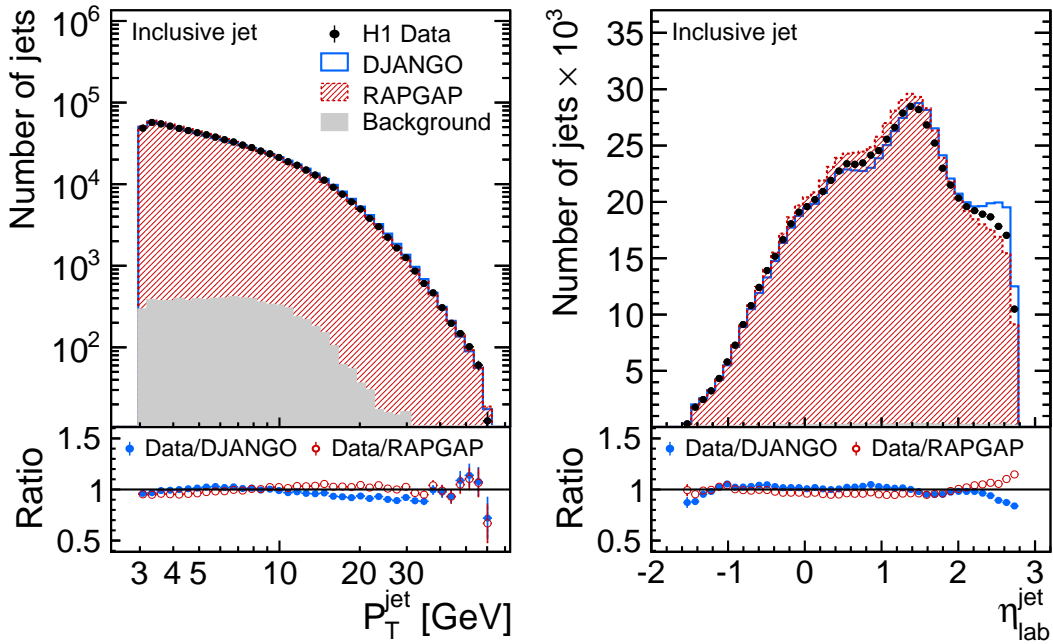 Number of jets
10^6
10^5
10^4
10^3
10^2
Inclusive jet
H1 Data
DJANGO
RAPGAP
Background
Ratio
1.5
1
0.5
Data/DJANGO
Data/RAPGAP
3 4 5 10 20 30
P_T^jet [GeV]
Number of jets × 10^3
35
30
25
20
15
10
5
Inclusive jet
Ratio
1.5
1
0.5
Data/DJANGO
Data/RAPGAP
-2 -1 0 1 2 3
η_lab^jet